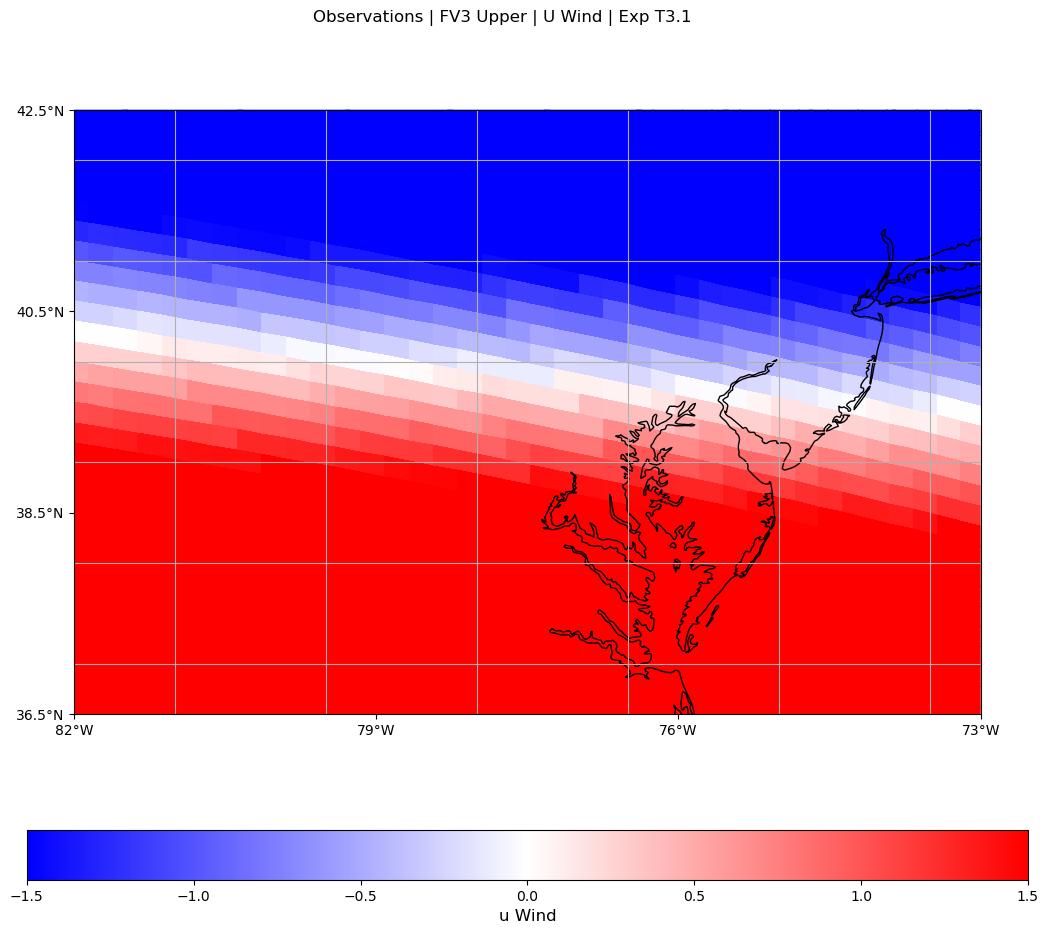 Observations | FV3 Upper | U Wind | Exp T3.1
42.5°N
40.5°N
38.5°N
36.5°N
82°W 79°W 76°W 73°W
−1.5 −1.0 −0.5 0.0 0.5 1.0 1.5
u Wind